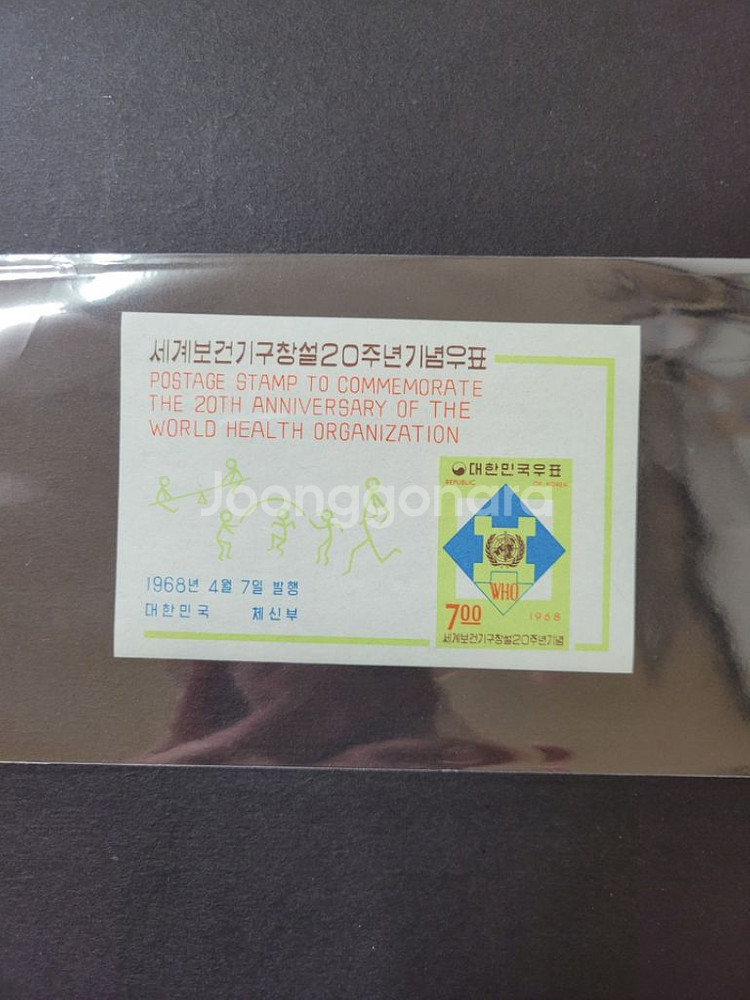 세계보건기구창설20주년기념우표
POSTAGE STAMP TO COMMEMORATE
THE 20TH ANNIVERSARY OF THE
WORLD HEALTH ORGANIZATION
Joonggonara
대한민국우표
REPUBLIC OF KOREA
WHO
7.00 1968
세계보건기구창설20주년기념
1968년 4월 7일 발행
대한민국 체신부